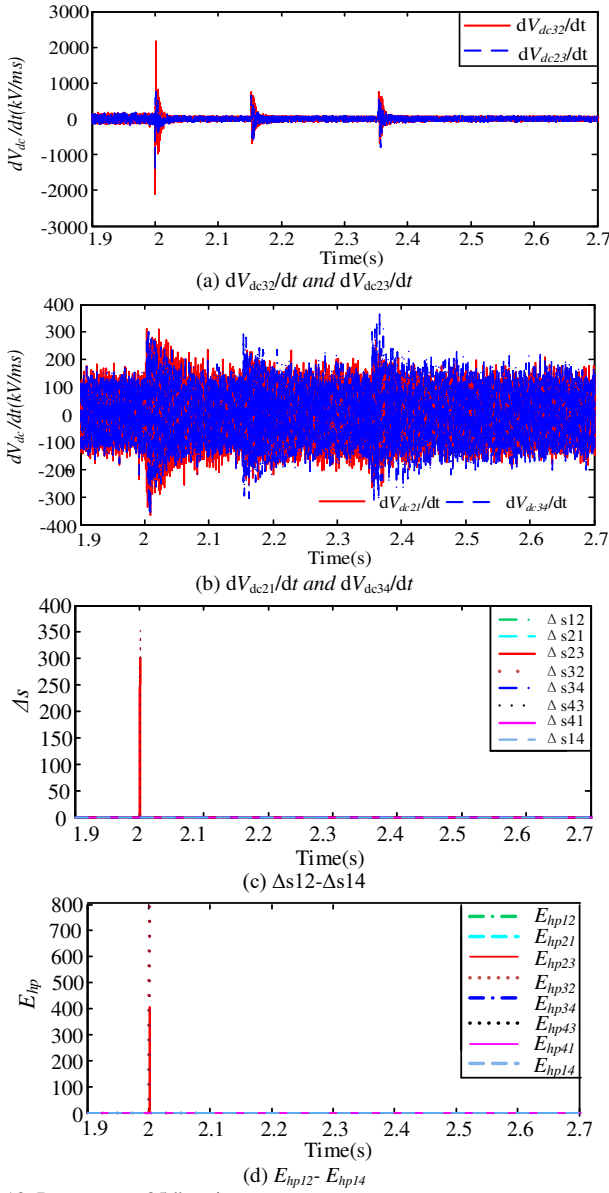 3000
2000
1000
0
-1000
-2000
-3000
dVdc/dt(kV/ms)
dVdc32/dt
dVdc23/dt
1.9 2 2.1 2.2 2.3 2.4 2.5 2.6 2.7
Time(s)
(a) dVdc32/dt and dVdc23/dt
400
300
200
100
0
-100
-200
-300
-400
dVdc/dt(kV/ms)
dVdc21/dt dVdc34/dt
1.9 2 2.1 2.2 2.3 2.4 2.5 2.6 2.7
Time(s)
(b) dVdc21/dt and dVdc34/dt
400
350
300
250
200
150
100
50
0
Δs
Δ s12
Δ s21
Δ s23
Δ s32
Δ s34
Δ s43
Δ s41
Δ s14
1.9 2 2.1 2.2 2.3 2.4 2.5 2.6 2.7
Time(s)
(c) Δs12-Δs14
800
700
600
500
400
300
200
100
0
Ehp
Ehp12
Ehp21
Ehp23
Ehp32
Ehp34
Ehp43
Ehp41
Ehp14
1.9 2 2.1 2.2 2.3 2.4 2.5 2.6 2.7
Time(s)
(d) Ehp12- Ehp14